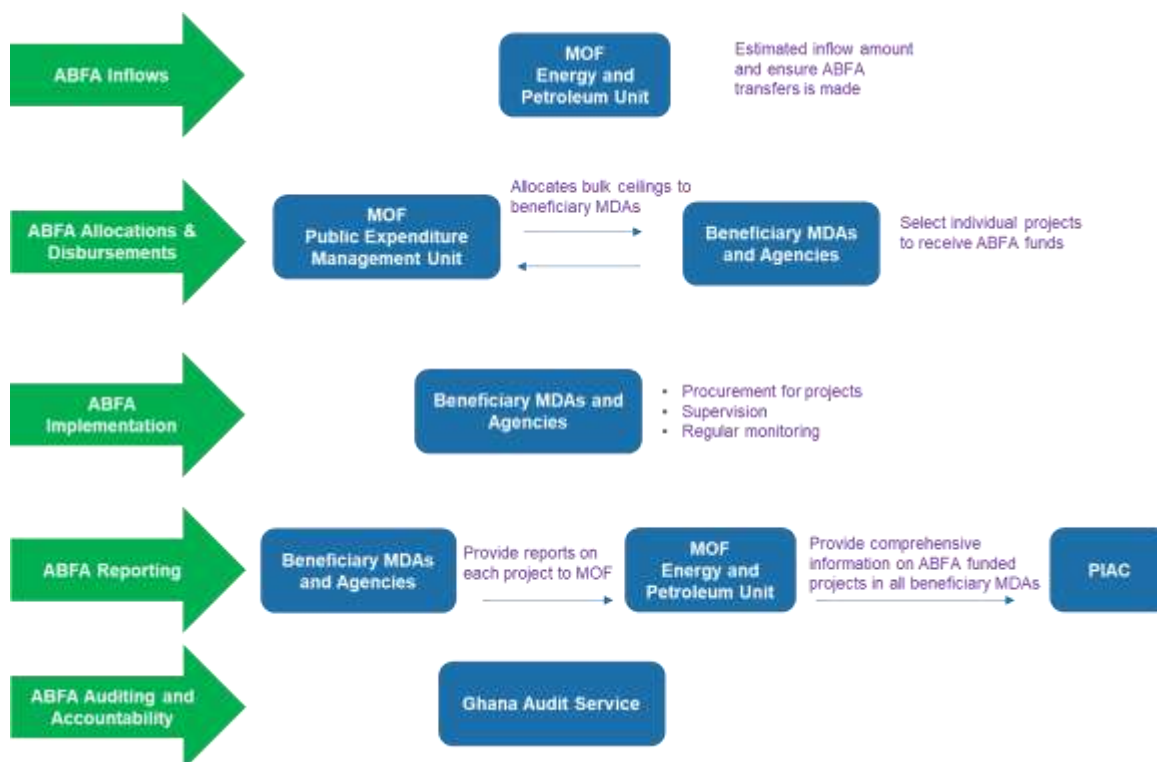 ABFA Inflows
MOF
Energy and
Petroleum Unit
Estimated inflow amount
and ensure ABFA
transfers is made
ABFA Allocations &
Disbursements
MOF
Public Expenditure
Management Unit
Allocates bulk ceilings to
beneficiary MDAs
Beneficiary MDAs
and Agencies
Select individual projects
to receive ABFA funds
ABFA
Implementation
Beneficiary MDAs and
Agencies
• Procurement for projects
• Supervision
• Regular monitoring
ABFA Reporting
Beneficiary MDAs
and Agencies
Provide reports on
each project to MOF
MOF
Energy and
Petroleum Unit
Provide comprehensive
information on ABFA funded
projects in all beneficiary MDAs
PIAC
ABFA Auditing and
Accountability
Ghana Audit Service